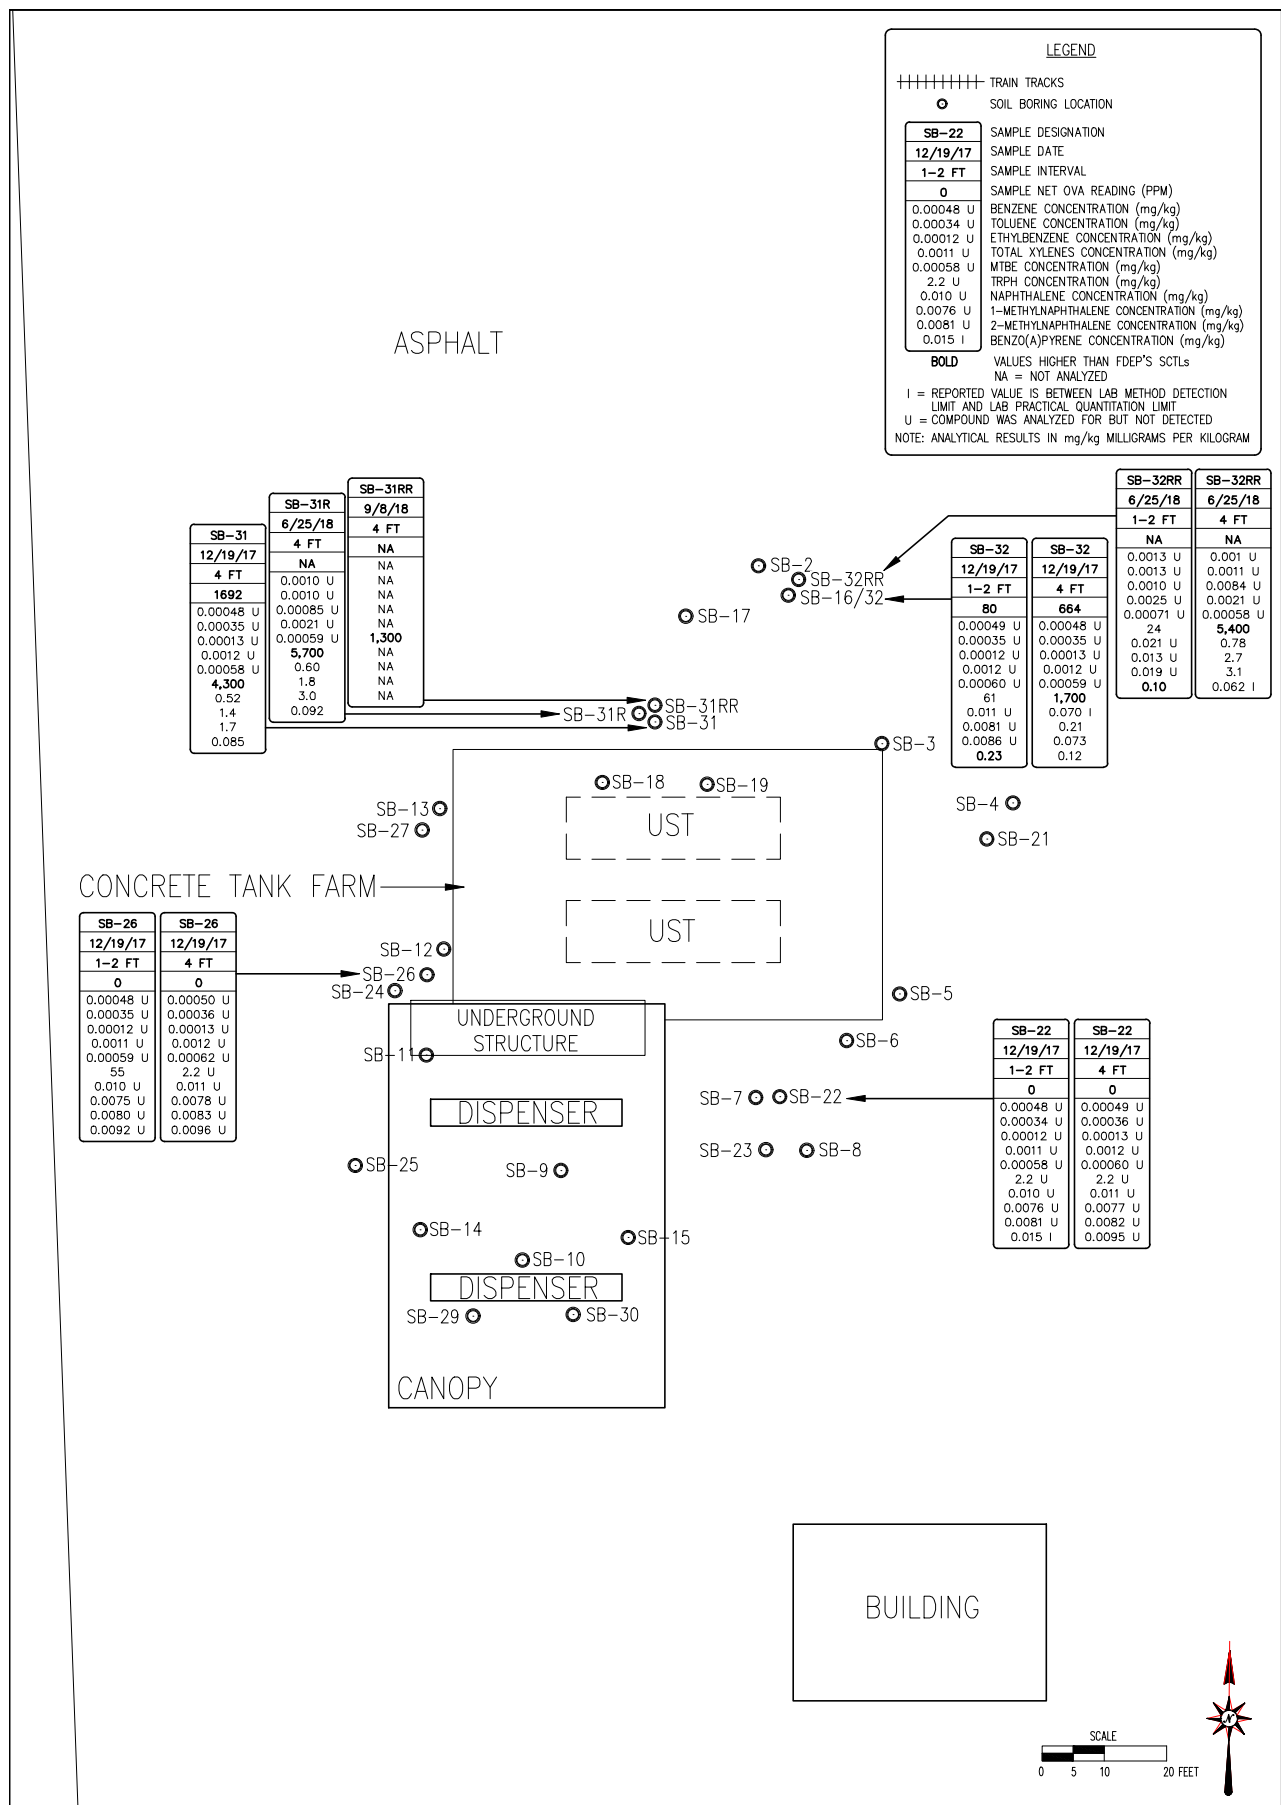 LEGEND
TRAIN TRACKS
SOIL BORING LOCATION
SB-22 SAMPLE DESIGNATION
12/19/17 SAMPLE DATE
1-2 FT SAMPLE INTERVAL
0 SAMPLE NET OVA READING (PPM)
0.00048 U BENZENE CONCENTRATION (mg/kg)
0.00034 U TOLUENE CONCENTRATION (mg/kg)
0.00012 U ETHYLBENZENE CONCENTRATION (mg/kg)
0.0011 U TOTAL XYLENES CONCENTRATION (mg/kg)
0.00058 U MTBE CONCENTRATION (mg/kg)
2.2 U TRPH CONCENTRATION (mg/kg)
0.010 U NAPHTHALENE CONCENTRATION (mg/kg)
0.0076 U 1-METHYLNAPHTHALENE CONCENTRATION (mg/kg)
0.0081 U 2-METHYLNAPHTHALENE CONCENTRATION (mg/kg)
0.015 I BENZO(A)PYRENE CONCENTRATION (mg/kg)
BOLD VALUES HIGHER THAN FDEP'S SCTLs
NA = NOT ANALYZED
I = REPORTED VALUE IS BETWEEN LAB METHOD DETECTION
LIMIT AND LAB PRACTICAL QUANTITATION LIMIT
U = COMPOUND WAS ANALYZED FOR BUT NOT DETECTED
NOTE: ANALYTICAL RESULTS IN mg/kg MILLIGRAMS PER KILOGRAM
ASPHALT
SB-31
12/19/17
4 FT
1692
0.00048 U
0.00035 U
0.00013 U
0.0012 U
0.00058 U
4,300
0.52
1.4
1.7
0.085
SB-31R
6/25/18
4 FT
NA
0.0010 U
0.0010 U
0.00085 U
0.0021 U
0.00059 U
5,700
0.60
1.8
3.0
0.092
SB-31RR
9/8/18
4 FT
NA
NA
NA
NA
NA
NA
1,300
NA
NA
NA
NA
SB-32
12/19/17
1-2 FT
80
0.00049 U
0.00035 U
0.00012 U
0.0012 U
0.00060 U
61
0.011 U
0.0081 U
0.0086 U
0.23
SB-32
12/19/17
4 FT
664
0.00048 U
0.00035 U
0.00013 U
0.0012 U
0.00059 U
1,700
0.070 I
0.21
0.073
0.12
SB-32RR
6/25/18
1-2 FT
NA
0.0013 U
0.0013 U
0.0010 U
0.0025 U
0.00071 U
24
0.021 U
0.013 U
0.019 U
0.10
SB-32RR
6/25/18
4 FT
NA
0.001 U
0.0011 U
0.0084 U
0.0021 U
0.00058 U
5,400
0.78
2.7
3.1
0.062 I
SB-2
SB-32RR
SB-16/32
SB-17
SB-31RR
SB-31R
SB-31
SB-3
SB-18
SB-19
SB-4
SB-13
UST
SB-27
SB-21
CONCRETE TANK FARM
UST
SB-12
SB-26
SB-24
SB-5
SB-26
12/19/17
1-2 FT
0
0.00048 U
0.00035 U
0.00012 U
0.0011 U
0.00059 U
55
0.010 U
0.0075 U
0.0080 U
0.0092 U
SB-26
12/19/17
4 FT
0
0.00050 U
0.00036 U
0.00013 U
0.0012 U
0.00062 U
2.2 U
0.011 U
0.0078 U
0.0083 U
0.0096 U
UNDERGROUND
STRUCTURE
SB-6
SB-11
SB-7
SB-22
DISPENSER
SB-23
SB-8
SB-25
SB-9
SB-22
12/19/17
1-2 FT
0
0.00048 U
0.00034 U
0.00012 U
0.0011 U
0.00058 U
2.2 U
0.010 U
0.0076 U
0.0081 U
0.015 I
SB-22
12/19/17
4 FT
0
0.00049 U
0.00036 U
0.00013 U
0.0012 U
0.00060 U
2.2 U
0.011 U
0.0077 U
0.0082 U
0.0095 U
SB-14
SB-15
SB-10
DISPENSER
SB-29
SB-30
CANOPY
BUILDING
N
SCALE
0 5 10 20 FEET